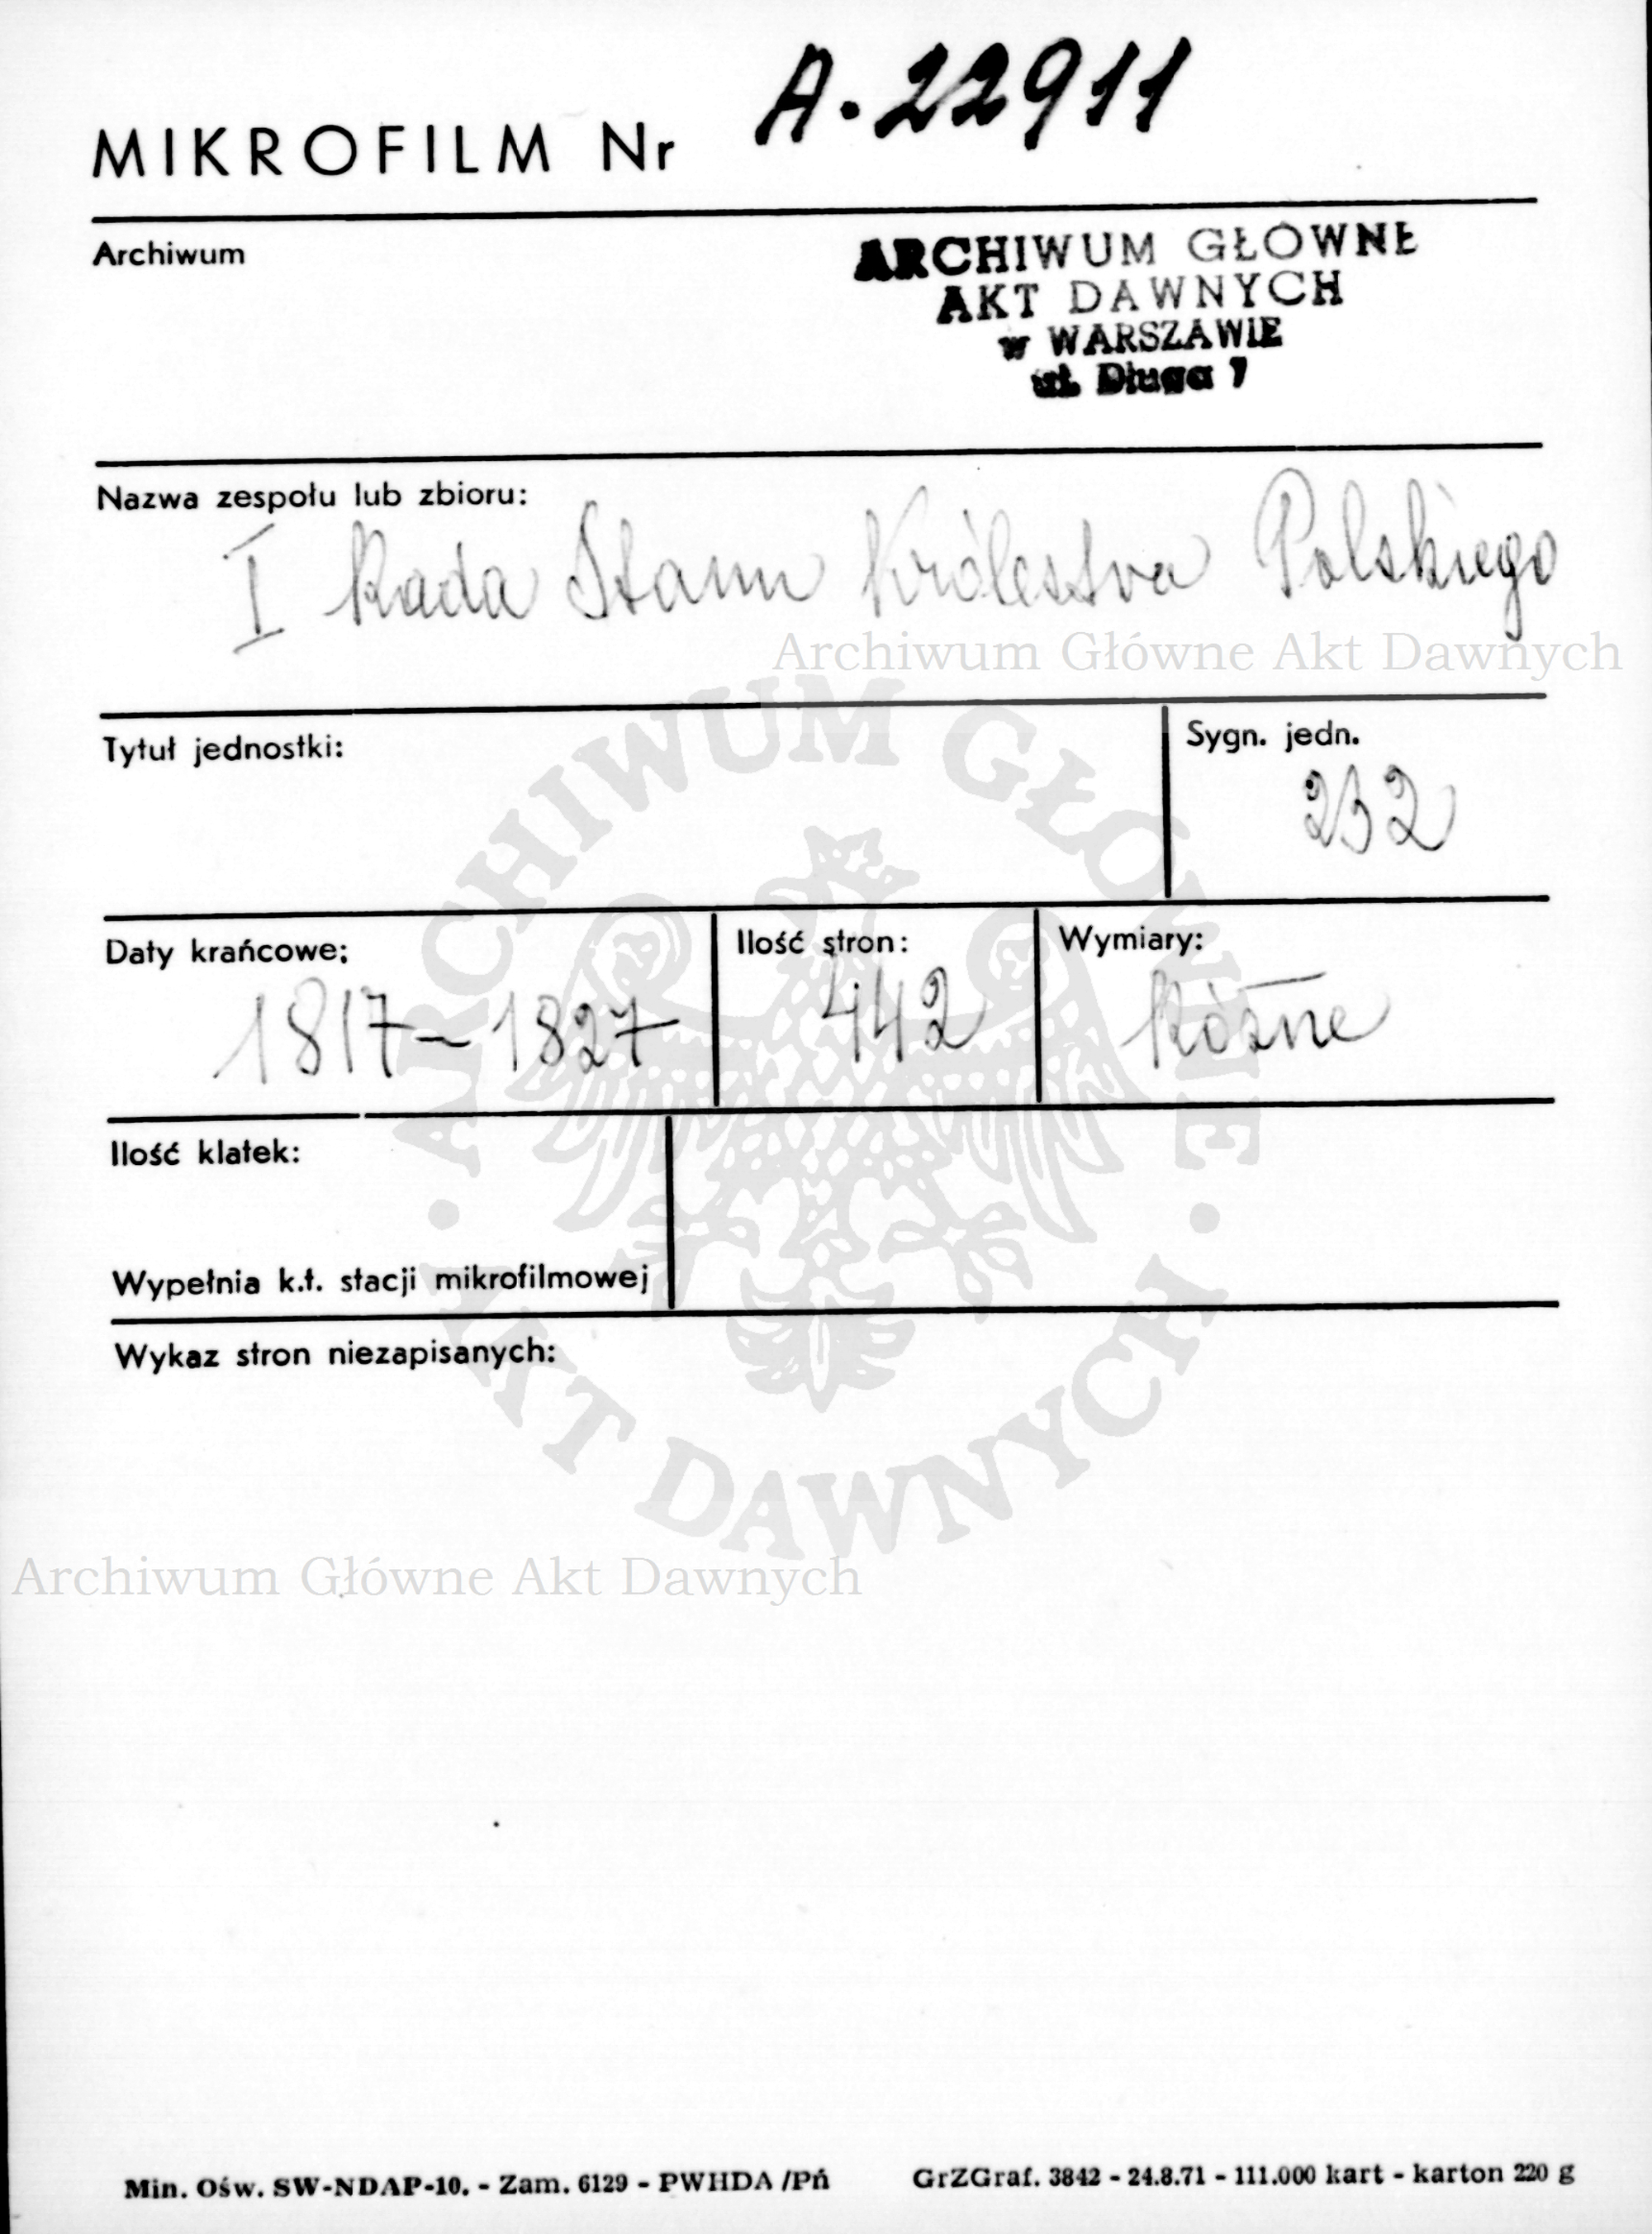 MIKROFILM Nr A. 22911
Archiwum
ARCHIWUM GŁÓWNE
AKT DAWNYCH
w WARSZAWIE
ul. Długa 7
Nazwa zespołu lub zbioru:
I Rada Stanu Królestwa Polskiego
Archiwum Główne Akt Dawnych
Tytuł jednostki:
Sygn. jedn.
232
Daty krańcowe:
1817-1827
Ilość stron:
442
Wymiary:
Różne
Ilość klatek:
Wypełnia k.t. stacji mikrofilmowej
Wykaz stron niezapisanych:
ARCHIWUM GŁÓWNE · AKT DAWNYCH ·
Archiwum Główne Akt Dawnych
Min. Ośw. SW-NDAP-10. - Zam. 6129 - PWHDA /Pń
GrZGraf. 3842 - 24.8.71 - 111.000 kart - karton 220 g